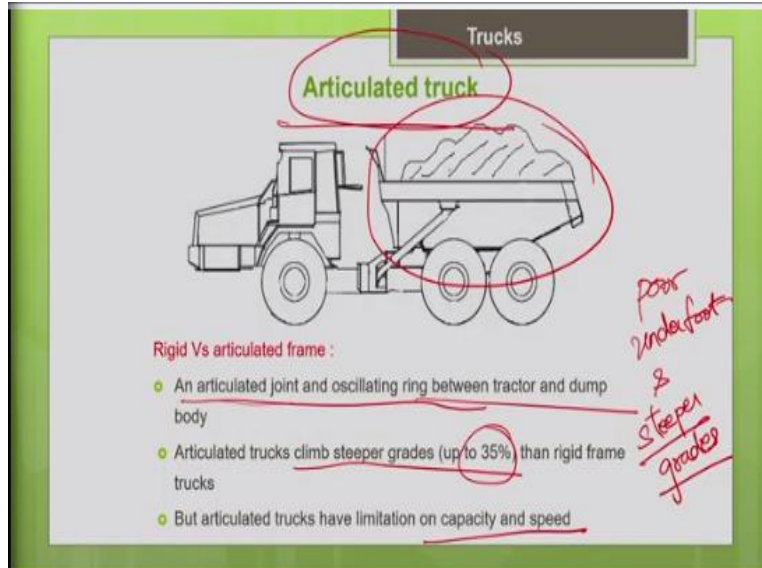 Trucks
Articulated truck
Rigid Vs articulated frame :
An articulated joint and oscillating ring between tractor and dump
body
Articulated trucks climb steeper grades (up to 35%) than rigid frame
trucks
But articulated trucks have limitation on capacity and speed
poor
underfoot
&
steeper
grades